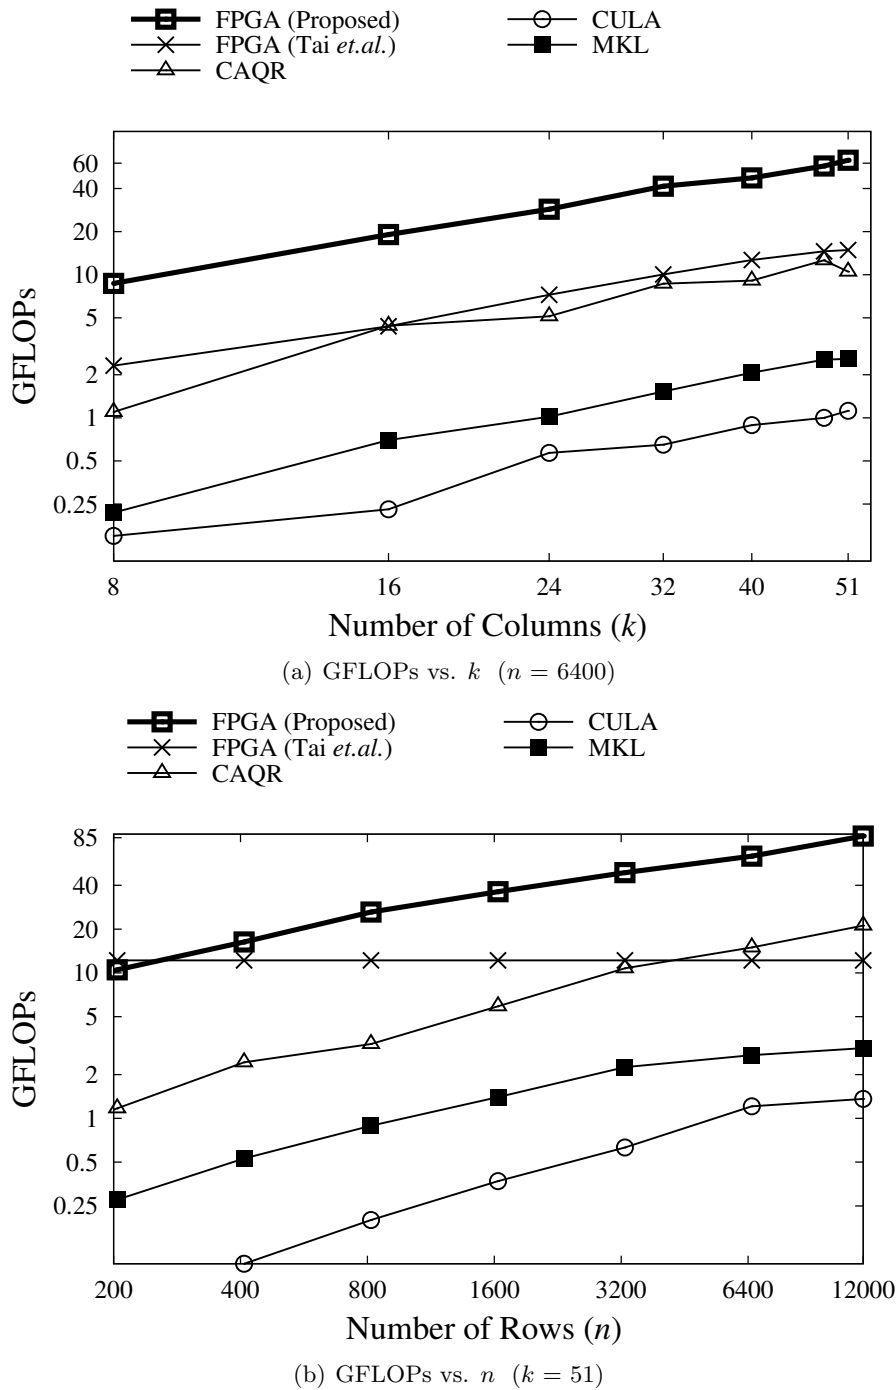 FPGA (Proposed) CULA
FPGA (Tai et.al.) MKL
CAQR
60
40
20
10
5
2
1
0.5
0.25
GFLOPs
8 16 24 32 40 51
Number of Columns (k)
(a) GFLOPs vs. k (n = 6400)
FPGA (Proposed) CULA
FPGA (Tai et.al.) MKL
CAQR
85
40
20
10
5
2
1
0.5
0.25
GFLOPs
200 400 800 1600 3200 6400 12000
Number of Rows (n)
(b) GFLOPs vs. n (k = 51)